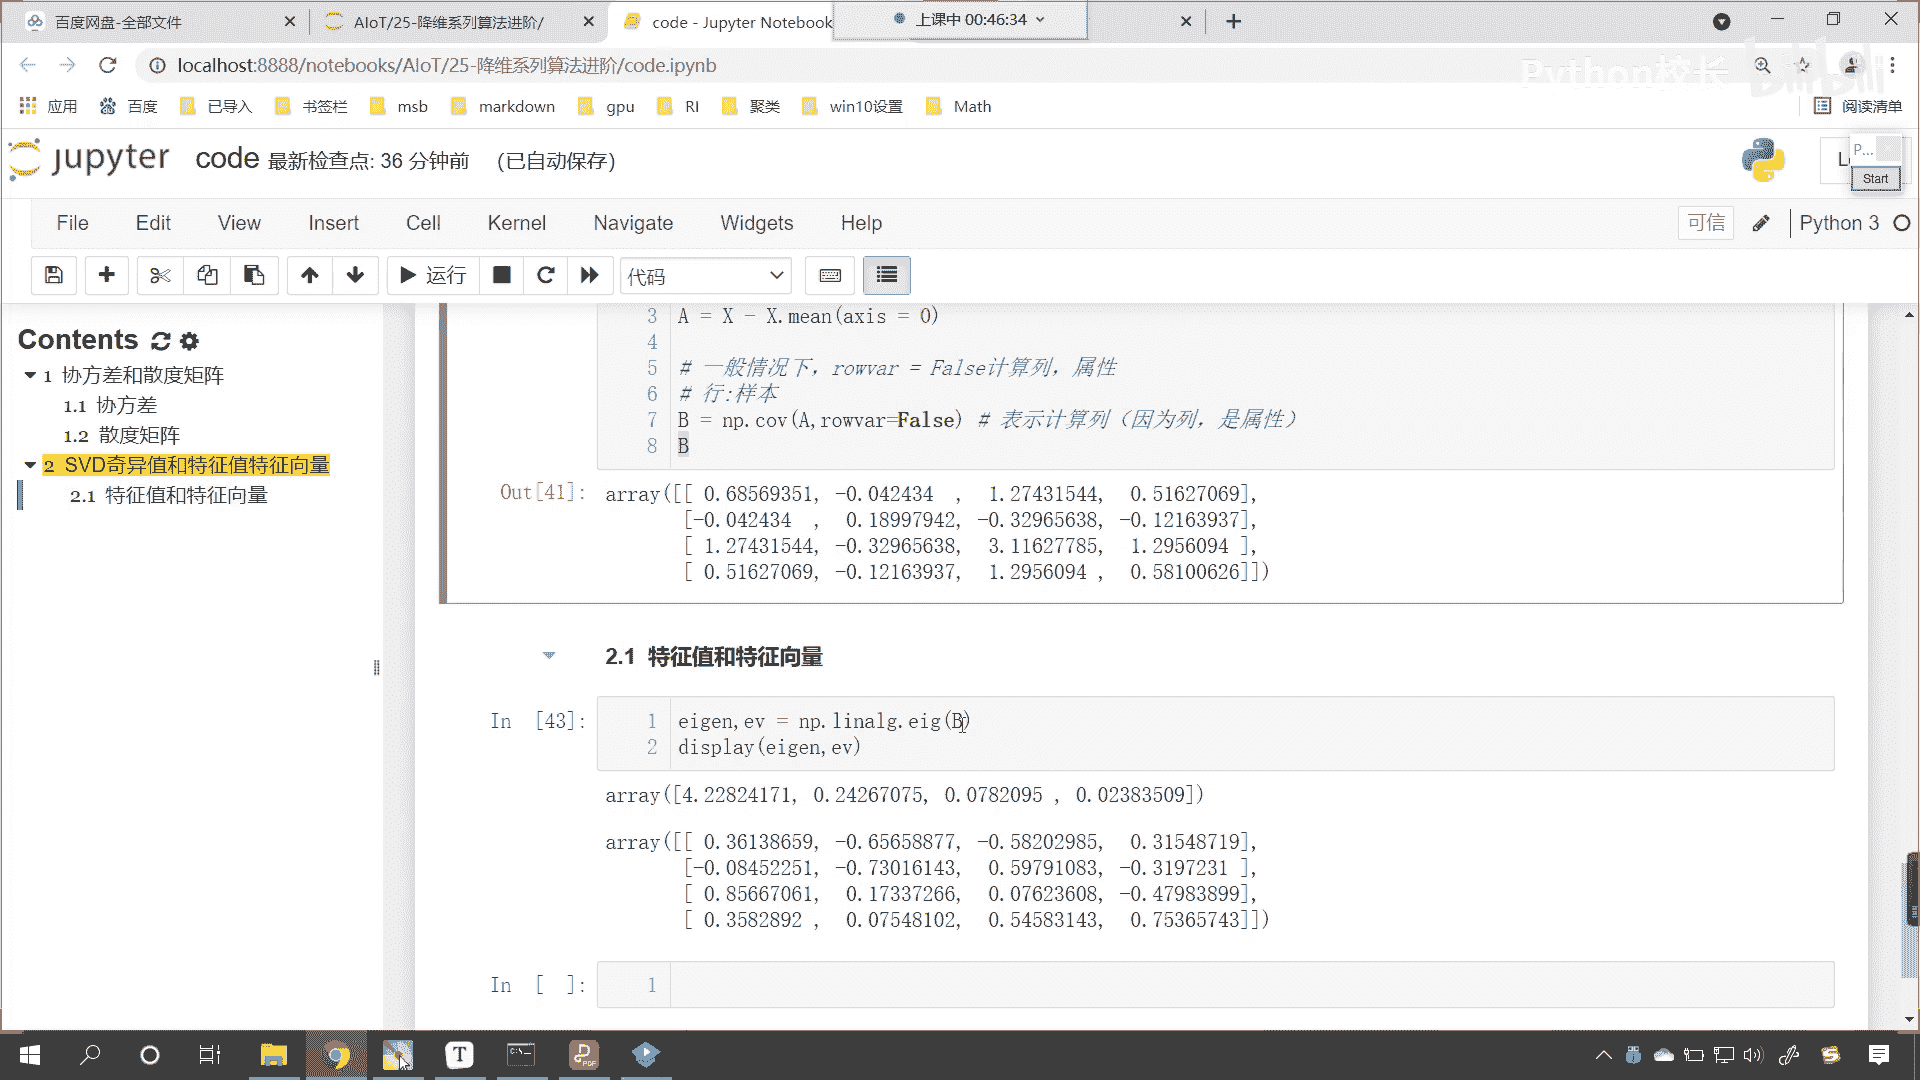 百度网盘-全部文件
AIoT/25-降维系列算法进阶/
code - Jupyter Notebook
上课中 00:46:34
localhost:8888/notebooks/AIoT/25-降维系列算法进阶/code.ipynb
Python校长
bilibili
应用 百度 已导入 书签栏 msb markdown gpu RI 聚类 win10设置 Math 阅读清单
jupyter code 最新检查点: 36 分钟前 (已自动保存)
P...
Start
File Edit View Insert Cell Kernel Navigate Widgets Help 可信 Python 3
运行 代码
Contents
1 协方差和散度矩阵
1.1 协方差
1.2 散度矩阵
2 SVD奇异值和特征值特征向量
2.1 特征值和特征向量
3 A = X - X.mean(axis = 0)
4
5 # 一般情况下，rowvar = False计算列，属性
6 # 行:样本
7 B = np.cov(A,rowvar=False) # 表示计算列（因为列，是属性）
8 B
Out[41]: array([[ 0.68569351, -0.042434 , 1.27431544, 0.51627069],
[-0.042434 , 0.18997942, -0.32965638, -0.12163937],
[ 1.27431544, -0.32965638, 3.11627785, 1.2956094 ],
[ 0.51627069, -0.12163937, 1.2956094 , 0.58100626]])
2.1 特征值和特征向量
In [43]: 1 eigen,ev = np.linalg.eig(B)
2 display(eigen,ev)
array([4.22824171, 0.24267075, 0.0782095 , 0.02383509])
array([[ 0.36138659, -0.65658877, -0.58202985, 0.31548719],
[-0.08452251, -0.73016143, 0.59791083, -0.3197231 ],
[ 0.85667061, 0.17337266, 0.07623608, -0.47983899],
[ 0.3582892 , 0.07548102, 0.54583143, 0.75365743]])
In [ ]: 1